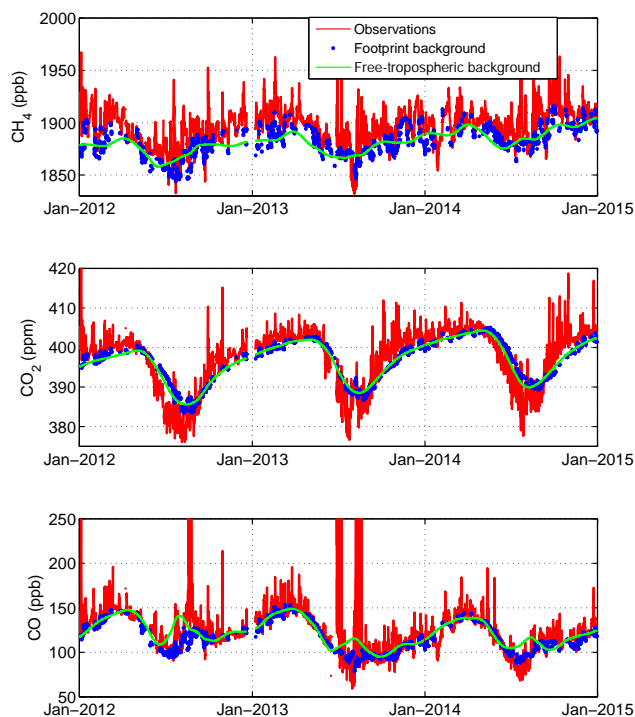 2000
1950
1900
1850
CH4 (ppb)
Observations
Footprint background
Free-tropospheric background
Jan-2012 Jan-2013 Jan-2014 Jan-2015
420
410
400
390
380
CO2 (ppm)
Jan-2012 Jan-2013 Jan-2014 Jan-2015
250
200
150
100
50
CO (ppb)
Jan-2012 Jan-2013 Jan-2014 Jan-2015